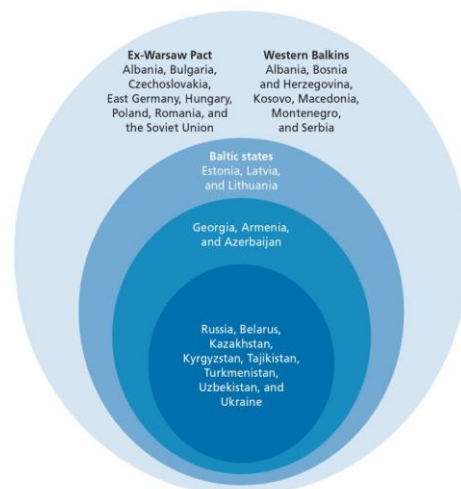 Ex-Warsaw Pact
Albania, Bulgaria,
Czechoslovakia,
East Germany, Hungary,
Poland, Romania, and
the Soviet Union
Western Balkins
Albania, Bosnia
and Herzegovina,
Kosovo, Macedonia,
Montenegro,
and Serbia
Baltic states
Estonia, Latvia,
and Lithuania
Georgia, Armenia,
and Azerbaijan
Russia, Belarus,
Kazakhstan,
Kyrgyzstan, Tajikistan,
Turkmenistan,
Uzbekistan, and
Ukraine